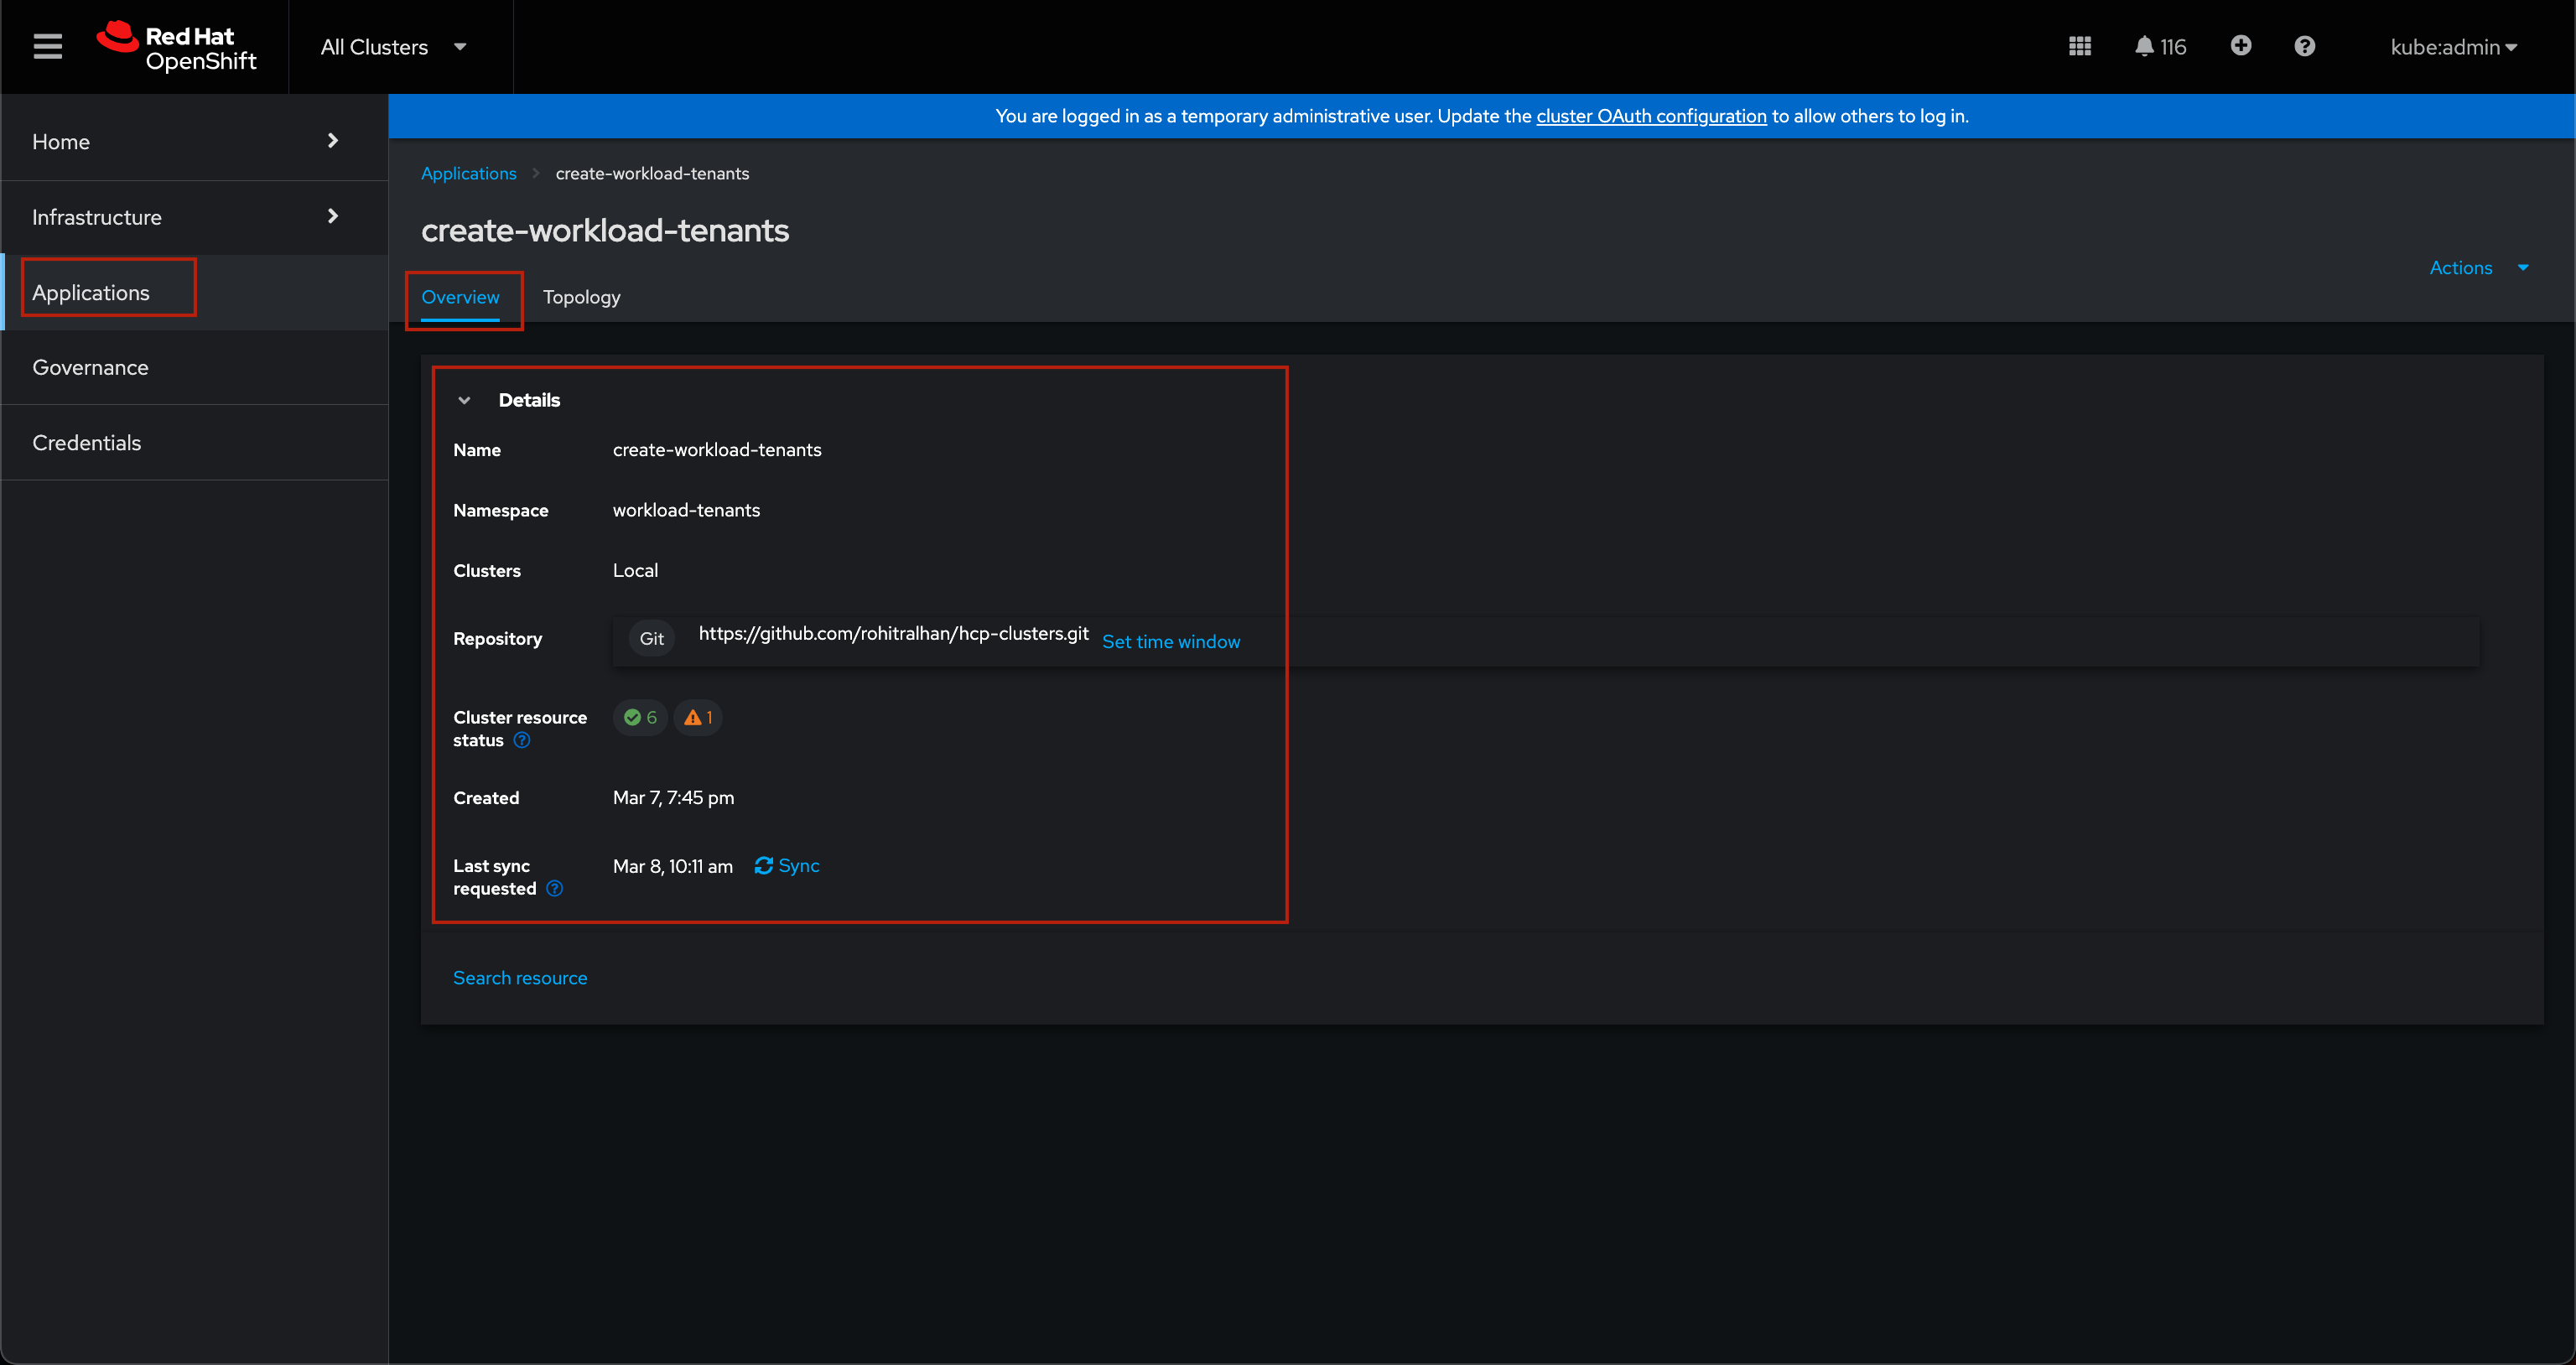 Red Hat
OpenShift
All Clusters
116
kube:admin
You are logged in as a temporary administrative user. Update the cluster OAuth configuration to allow others to log in.
Home
Infrastructure
Applications
Governance
Credentials
Applications create-workload-tenants
create-workload-tenants
Actions
Overview Topology
Details
Name create-workload-tenants
Namespace workload-tenants
Clusters Local
Repository Git https://github.com/rohitralhan/hcp-clusters.git Set time window
Cluster resource
status 6 1
Created Mar 7, 7:45 pm
Last sync
requested Mar 8, 10:11 am Sync
Search resource